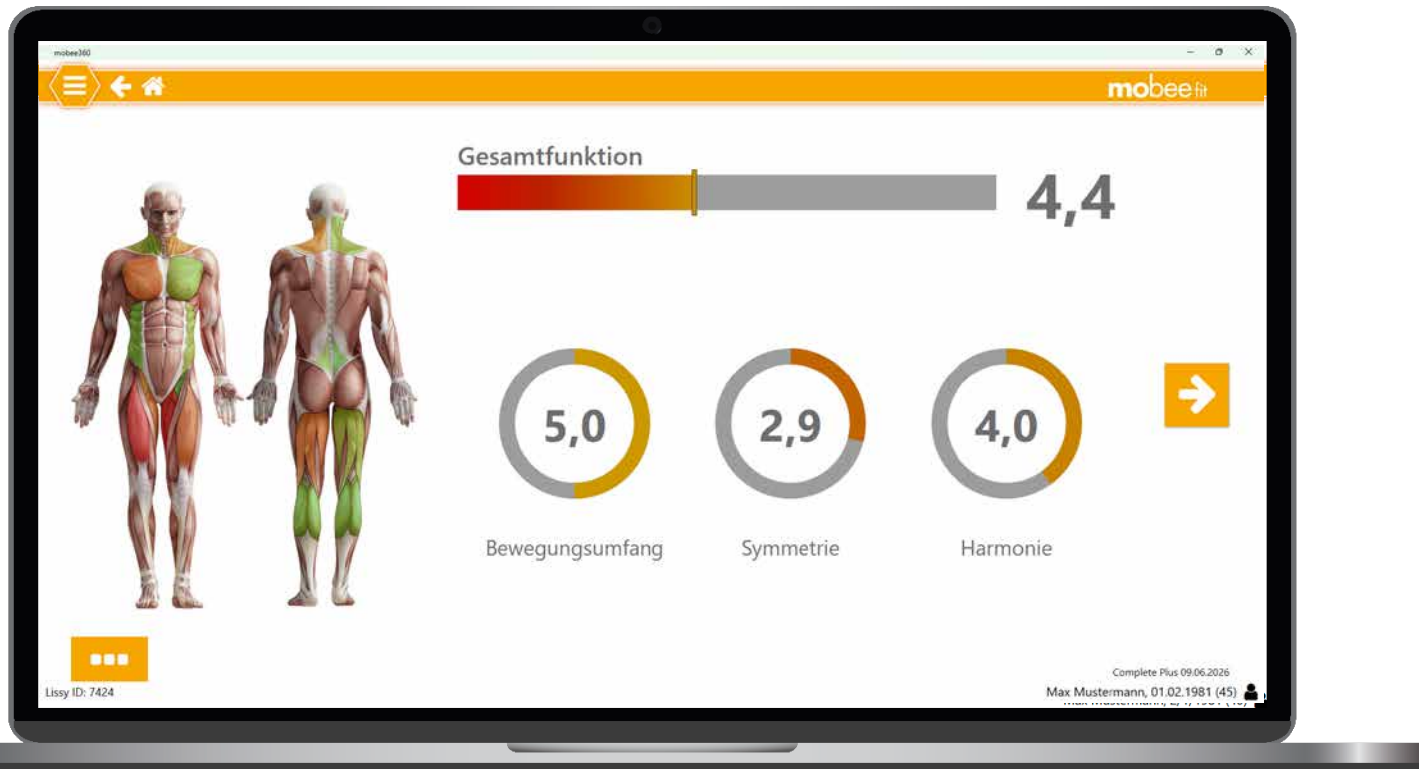 mobee360
mobee fit
Gesamtfunktion
4,4
5,0
2,9
4,0
Bewegungsumfang
Symmetrie
Harmonie
Complete Plus 09.06.2026
Lissy ID: 7424
Max Mustermann, 01.02.1981 (45)